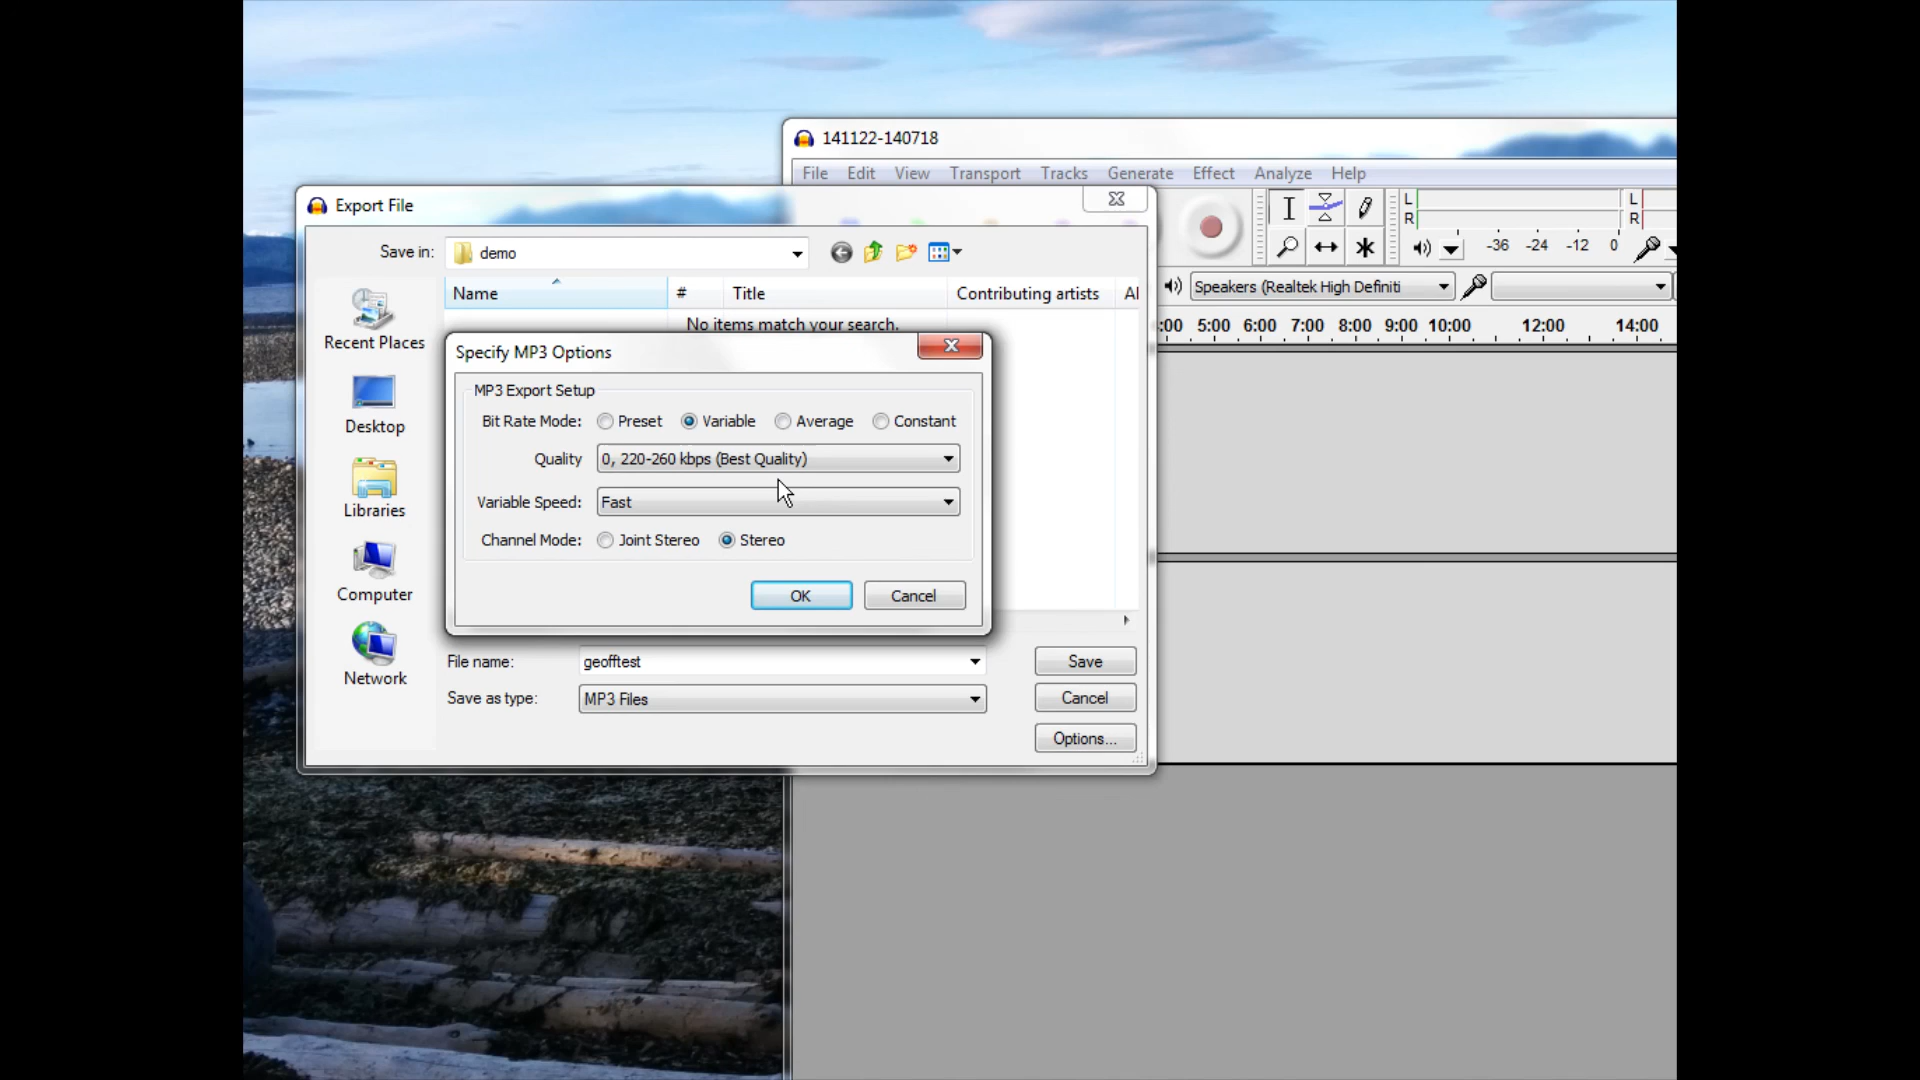 141122-140718
File Edit View Transport Tracks Generate Effect Analyze Help
Export File
L
R
L
R
-36 -24 -12 0
Save in: demo
Speakers (Realtek High Definiti
Name # Title Contributing artists Al
No items match your search.
:00 5:00 6:00 7:00 8:00 9:00 10:00 12:00 14:00
Recent Places
Desktop
Libraries
Computer
Network
Specify MP3 Options
MP3 Export Setup
Bit Rate Mode: Preset Variable Average Constant
Quality 0, 220-260 kbps (Best Quality)
Variable Speed: Fast
Channel Mode: Joint Stereo Stereo
OK Cancel
File name: geofftest Save
Save as type: MP3 Files Cancel
Options...